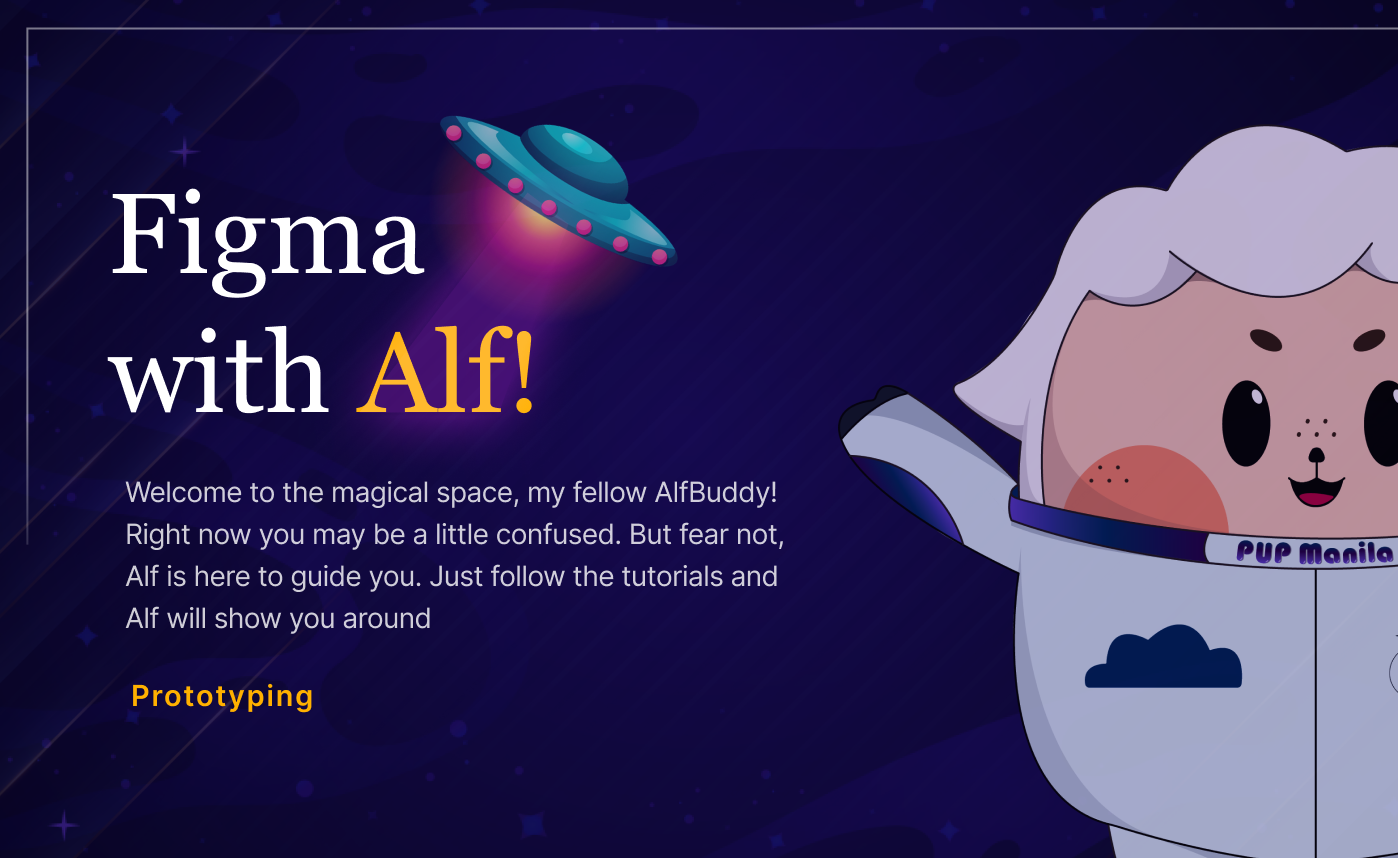 Figma
with Alf!
Welcome to the magical space, my fellow AlfBuddy!
Right now you may be a little confused. But fear not,
Alf is here to guide you. Just follow the tutorials and
Alf will show you around
Prototyping
PUP Manila